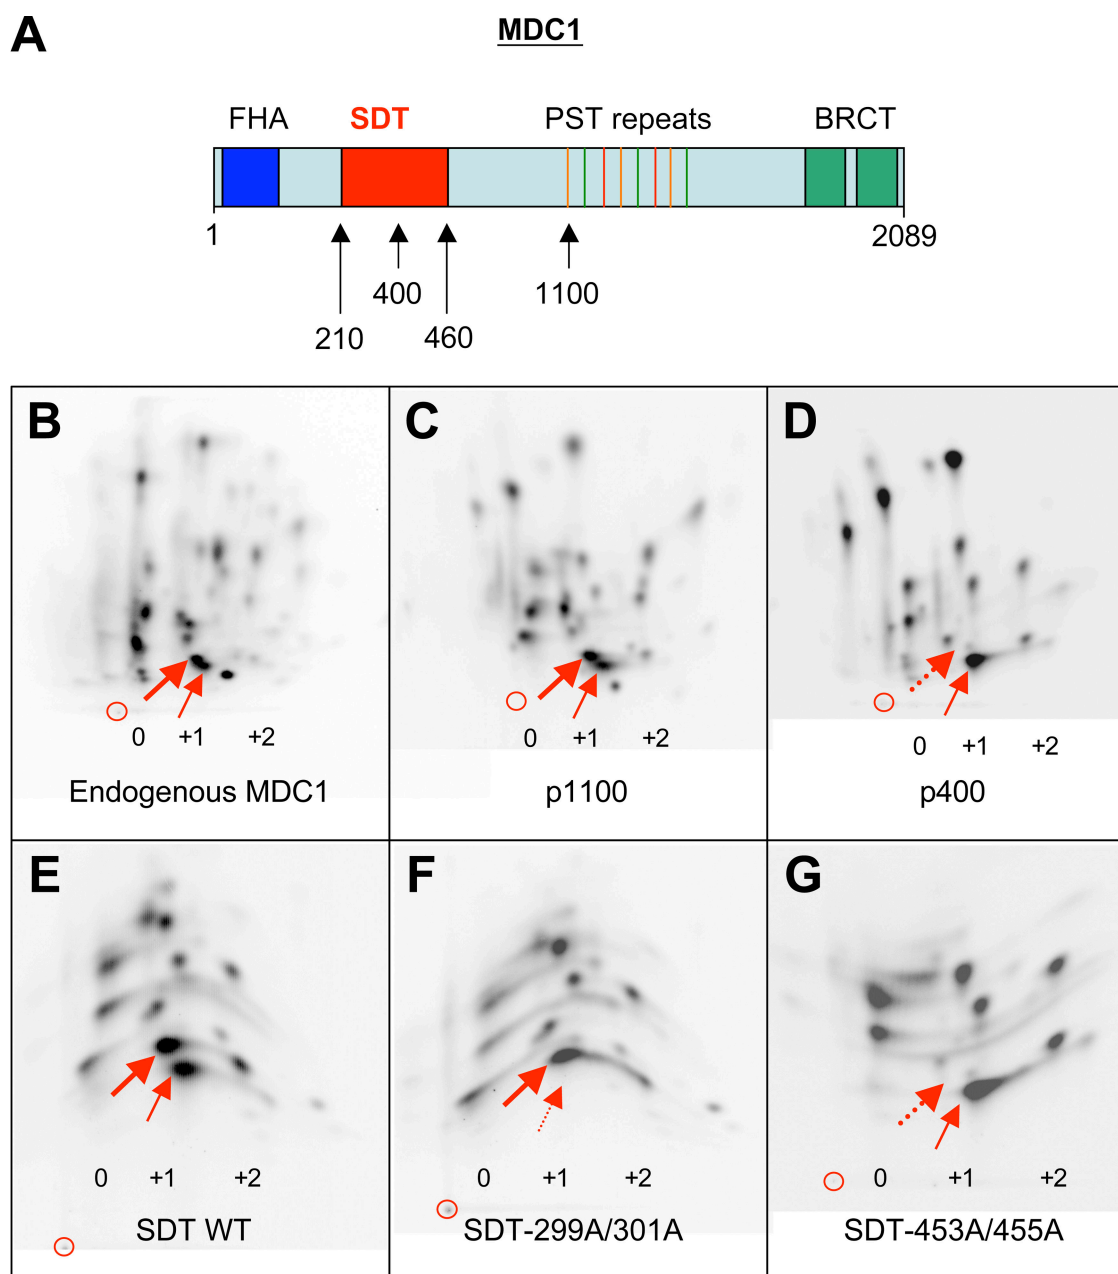 A
MDC1
FHA SDT PST repeats BRCT
1 2089
400 1100
210 460
B C D
0 +1 +2 0 +1 +2 0 +1 +2
Endogenous MDC1 p1100 p400
E F G
0 +1 +2 0 +1 +2 0 +1 +2
SDT WT SDT-299A/301A SDT-453A/455A